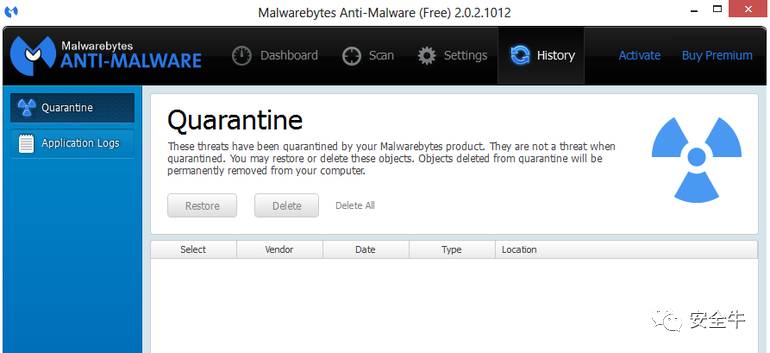 Malwarebytes Anti-Malware (Free) 2.0.2.1012
Malwarebytes
ANTI-MALWARE
Dashboard
Scan
Settings
History
Activate
Buy Premium
Quarantine
Application Logs
Quarantine
These threats have been quarantined by your Malwarebytes product. They are not a threat when
quarantined. You may restore or delete these objects. Objects deleted from quarantine will be
permanently removed from your computer.
Restore
Delete
Delete All
Select
Vendor
Date
Type
Location
安全牛